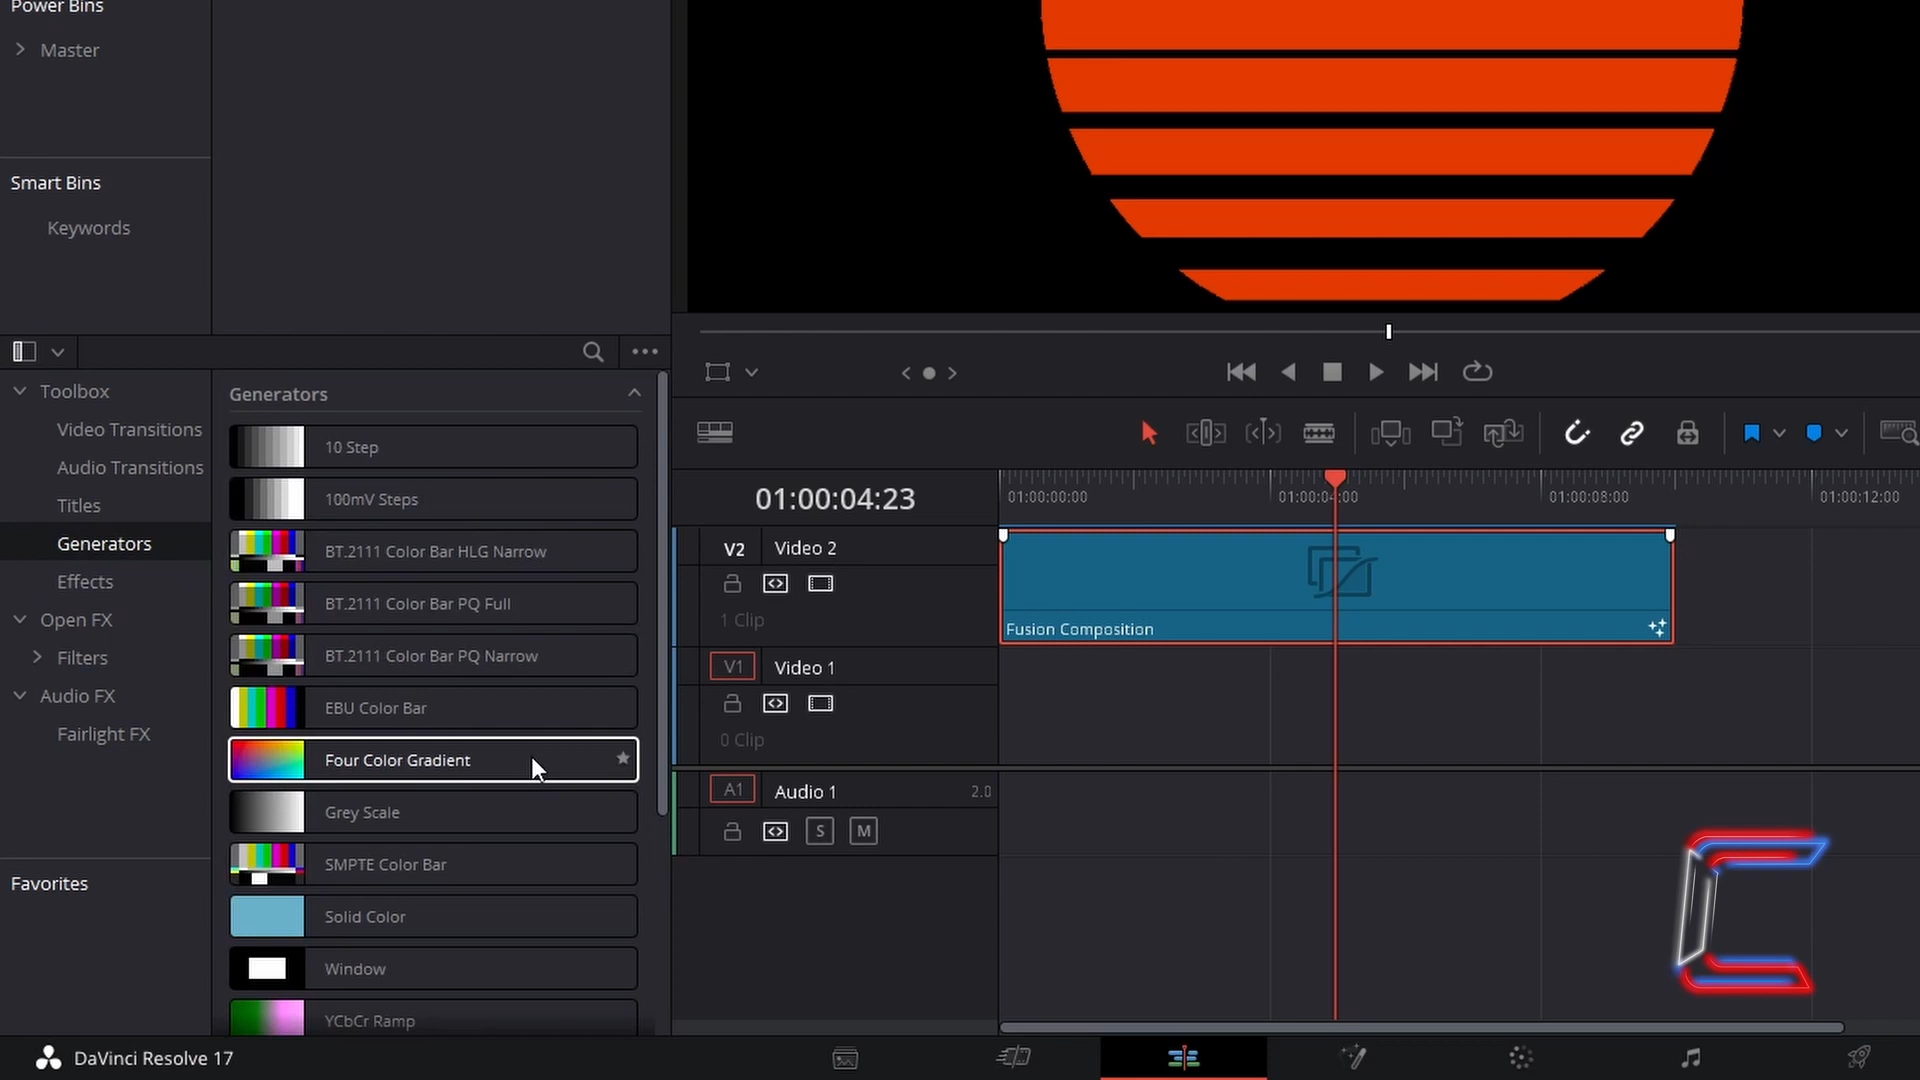 Power Bins
Master
Smart Bins
Keywords
Toolbox
Video Transitions
Audio Transitions
Titles
Generators
Effects
Open FX
Filters
Audio FX
Fairlight FX
Favorites
Generators
10 Step
100mV Steps
BT.2111 Color Bar HLG Narrow
BT.2111 Color Bar PQ Full
BT.2111 Color Bar PQ Narrow
EBU Color Bar
Four Color Gradient
Grey Scale
SMPTE Color Bar
Solid Color
Window
YCbCr Ramp
01:00:04:23
01:00:00:00
01:00:04:00
01:00:08:00
01:00:12:00
V2 Video 2
1 Clip
Fusion Composition
V1 Video 1
0 Clip
A1 Audio 1 2.0
S M
C
DaVinci Resolve 17